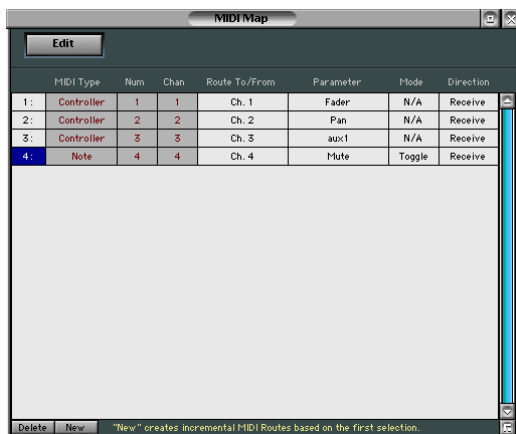 MIDI Map
Edit
MIDI Type Num Chan Route To/From Parameter Mode Direction
1: Controller 1 1 Ch. 1 Fader N/A Receive
2: Controller 2 2 Ch. 2 Pan N/A Receive
3: Controller 3 3 Ch. 3 aux1 N/A Receive
4: Note 4 4 Ch. 4 Mute Toggle Receive
Delete New "New" creates incremental MIDI Routes based on the first selection.